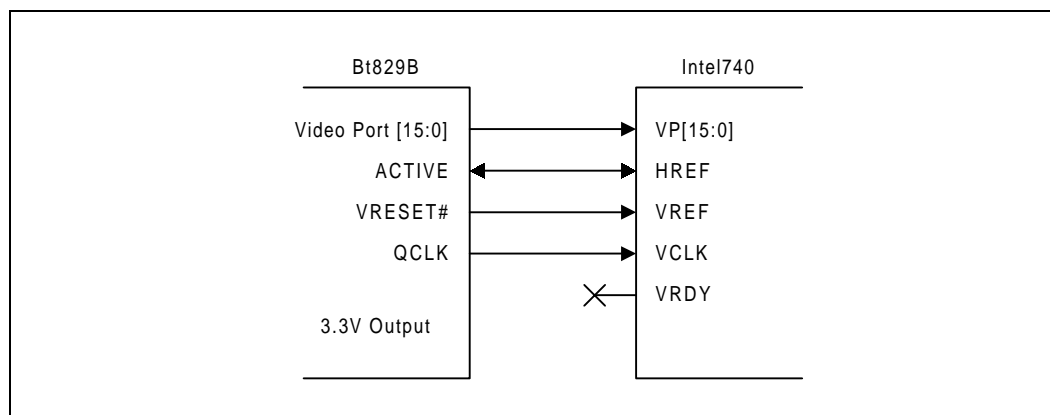 Bt829B Intel740
Video Port [15:0] VP[15:0]
ACTIVE HREF
VRESET# VREF
QCLK VCLK
VRDY
3.3V Output